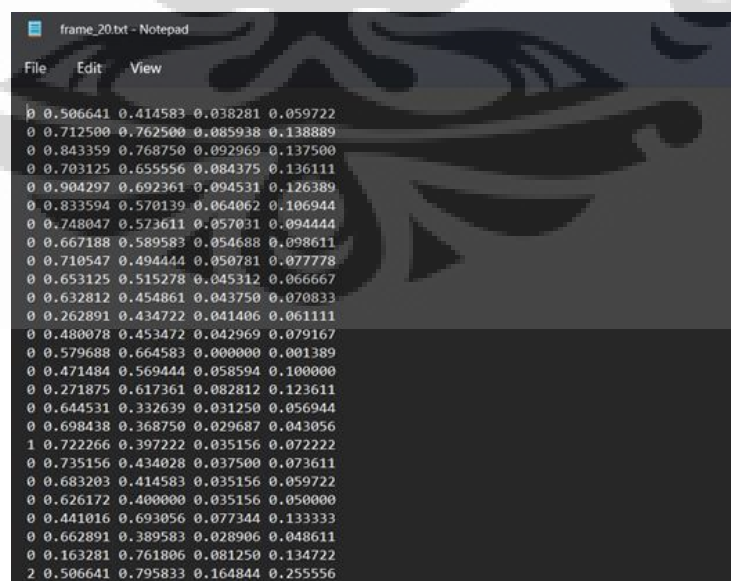 frame_20.txt - Notepad
File Edit View
0 0.506641 0.414583 0.038281 0.059722
0 0.712500 0.762500 0.085938 0.138889
0 0.843359 0.768750 0.092969 0.137500
0 0.703125 0.655556 0.084375 0.136111
0 0.904297 0.692361 0.094531 0.126389
0 0.833594 0.570139 0.064062 0.106944
0 0.748047 0.573611 0.057031 0.094444
0 0.667188 0.589583 0.054688 0.098611
0 0.710547 0.494444 0.050781 0.077778
0 0.653125 0.515278 0.045312 0.066667
0 0.632812 0.454861 0.043750 0.070833
0 0.262891 0.434722 0.041406 0.061111
0 0.480078 0.453472 0.042969 0.079167
0 0.579688 0.664583 0.000000 0.001389
0 0.471484 0.569444 0.058594 0.100000
0 0.271875 0.617361 0.082812 0.123611
0 0.644531 0.332639 0.031250 0.056944
0 0.698438 0.368750 0.029687 0.043056
1 0.722266 0.397222 0.035156 0.072222
0 0.735156 0.434028 0.037500 0.073611
0 0.683203 0.414583 0.035156 0.059722
0 0.626172 0.400000 0.035156 0.050000
0 0.441016 0.693056 0.077344 0.133333
0 0.662891 0.389583 0.028906 0.048611
0 0.163281 0.761806 0.081250 0.134722
2 0.506641 0.795833 0.164844 0.255556